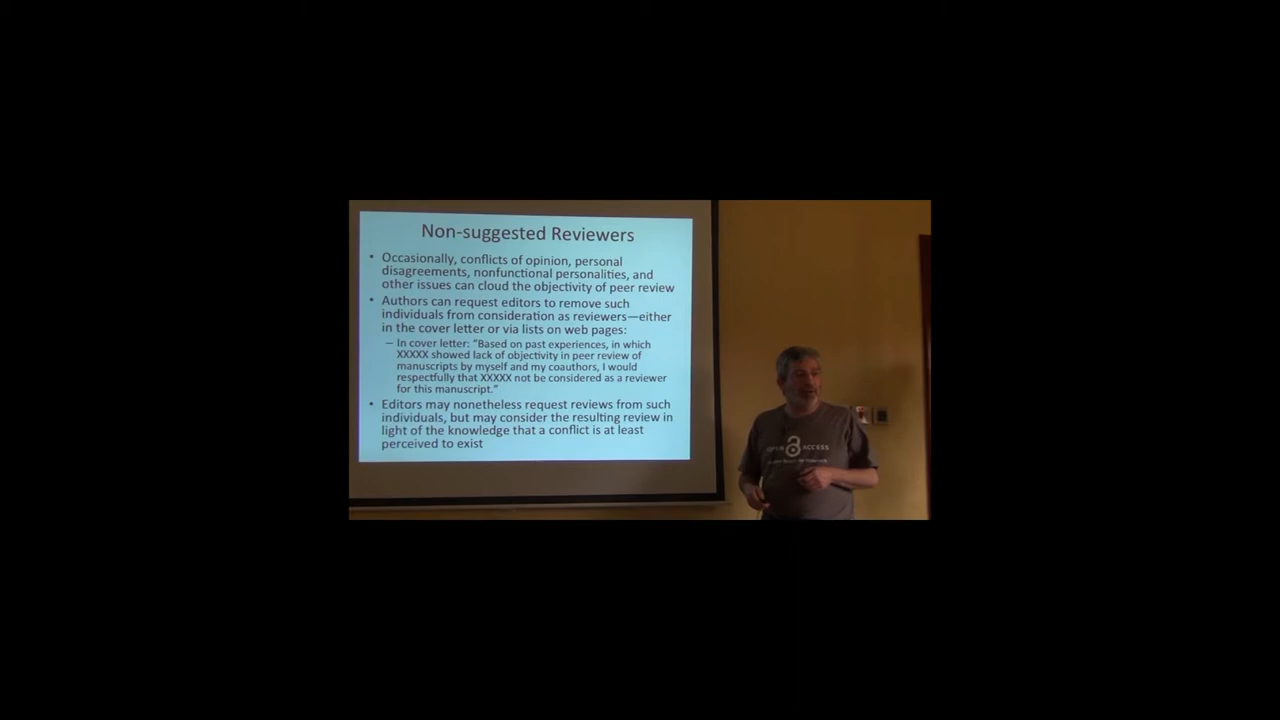 Non-suggested Reviewers
• Occasionally, conflicts of opinion, personal
disagreements, nonfunctional personalities, and
other issues can cloud the objectivity of peer review
• Authors can request editors to remove such
individuals from consideration as reviewers—either
in the cover letter or via lists on web pages:
– In cover letter: “Based on past experiences, in which
XXXXX showed lack of objectivity in peer review of
manuscripts by myself and my coauthors, I would
respectfully that XXXXX not be considered as a reviewer
for this manuscript.”
• Editors may nonetheless request reviews from such
individuals, but may consider the resulting review in
light of the knowledge that a conflict is at least
perceived to exist
OPEN ACCESS